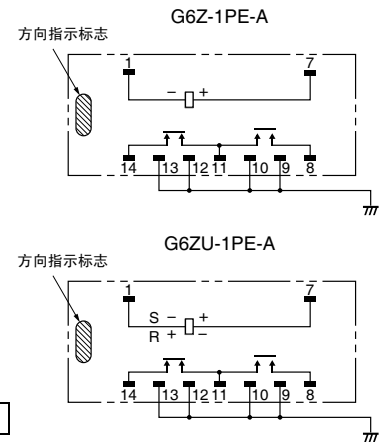 G6Z-1PE-A
方向指示标志
1 7
− +
14 13 12 11 10 9 8
G6ZU-1PE-A
方向指示标志
1 7
S − +
R + −
14 13 12 11 10 9 8